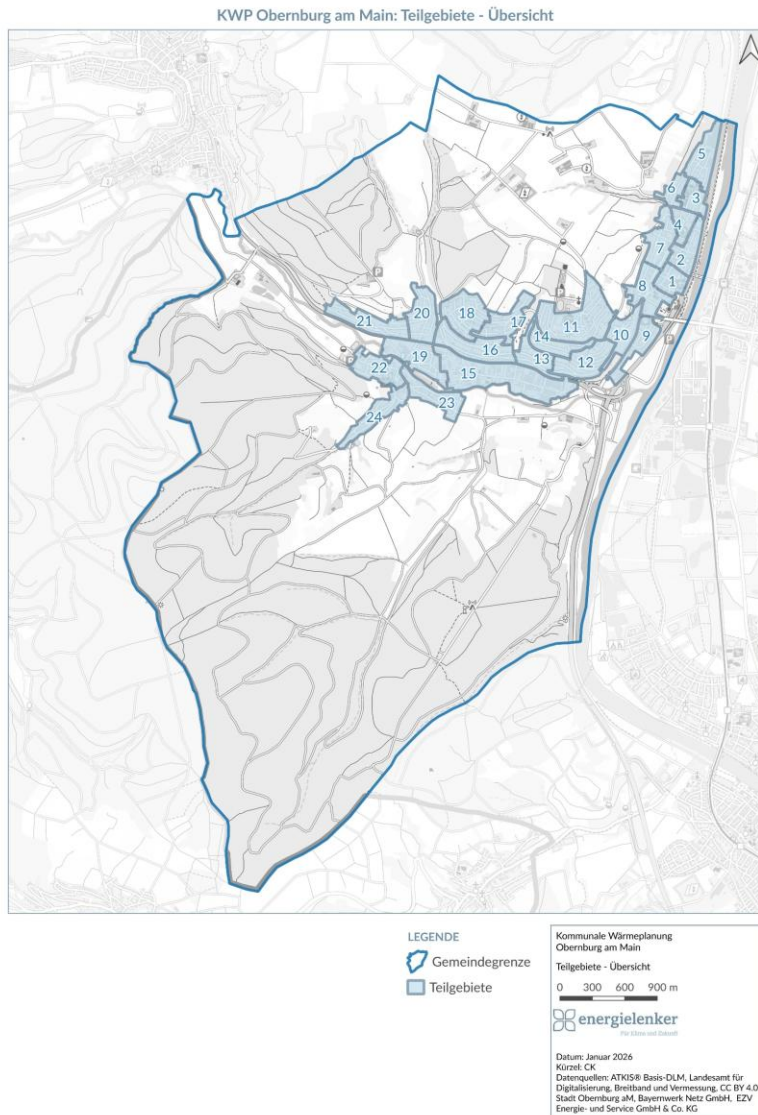 KWP Obernburg am Main: Teilgebiete - Übersicht
5
6
3
4
7
2
8
1
21
20
18
17
14
11
10
9
16
13
12
22
19
15
23
24
LEGENDE
Gemeindegrenze
Teilgebiete
Kommunale Wärmeplanung
Obernburg am Main
Teilgebiete - Übersicht
0 300 600 900 m
energielenker
Für Klima und Zukunft
Datum: Januar 2026
Kürzel: CK
Datenquellen: ATKIS® Basis-DLM, Landesamt für
Digitalisierung, Breitband und Vermessung, CC BY 4.0
Stadt Obernburg aM, Bayernwerk Netz GmbH, EZV
Energie- und Service GmbH & Co. KG